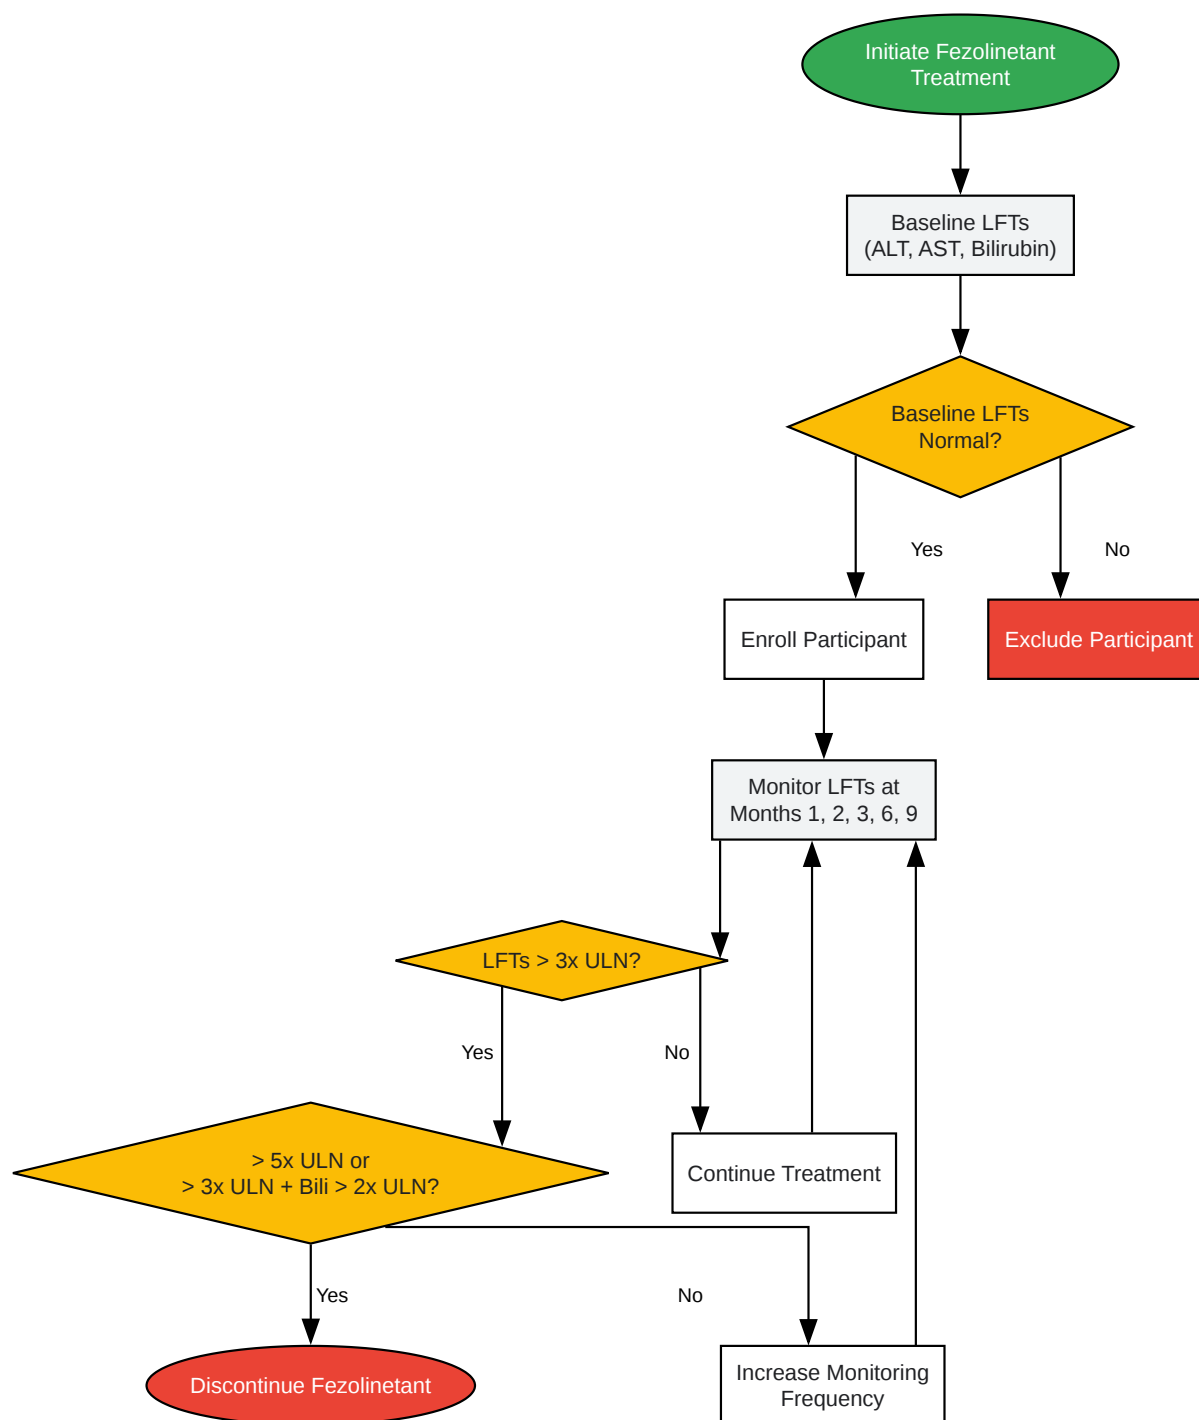 Initiate Fezolinetant
Treatment
Baseline LFTs
(ALT, AST, Bilirubin)
Baseline LFTs
Normal?
Yes
No
Enroll Participant
Exclude Participant
Monitor LFTs at
Months 1, 2, 3, 6, 9
LFTs > 3x ULN?
Yes
No
> 5x ULN or
> 3x ULN + Bili > 2x ULN?
Continue Treatment
Yes
No
Discontinue Fezolinetant
Increase Monitoring
Frequency